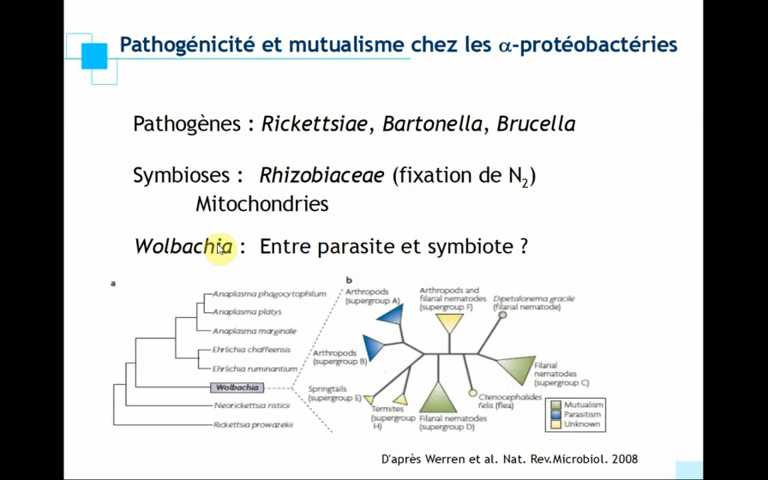 Pathogénicité et mutualisme chez les α-protéobactéries
Pathogènes : Rickettsiae, Bartonella, Brucella
Symbioses : Rhizobiaceae (fixation de N2)
Mitochondries
Wolbachia : Entre parasite et symbiote ?
a
Anaplasma phagocytophilum
Anaplasma platys
Anaplasma marginale
Ehrlichia chaffeensis
Ehrlichia ruminantium
Wolbachia
Neorickettsia risticii
Rickettsia prowazekii
b
Arthropods
(supergroup A)
Arthropods and
filarial nematodes
(supergroup F)
Dipetalonema gracile
(filarial nematode)
Arthropods
(supergroup B)
Filarial
nematodes
(supergroup C)
Springtails
(supergroup E)
Termites
(supergroup
H)
Filarial nematodes
(supergroup D)
Ctenocephalides
felis (flea)
Mutualism
Parasitism
Unknown
D'après Werren et al. Nat. Rev.Microbiol. 2008